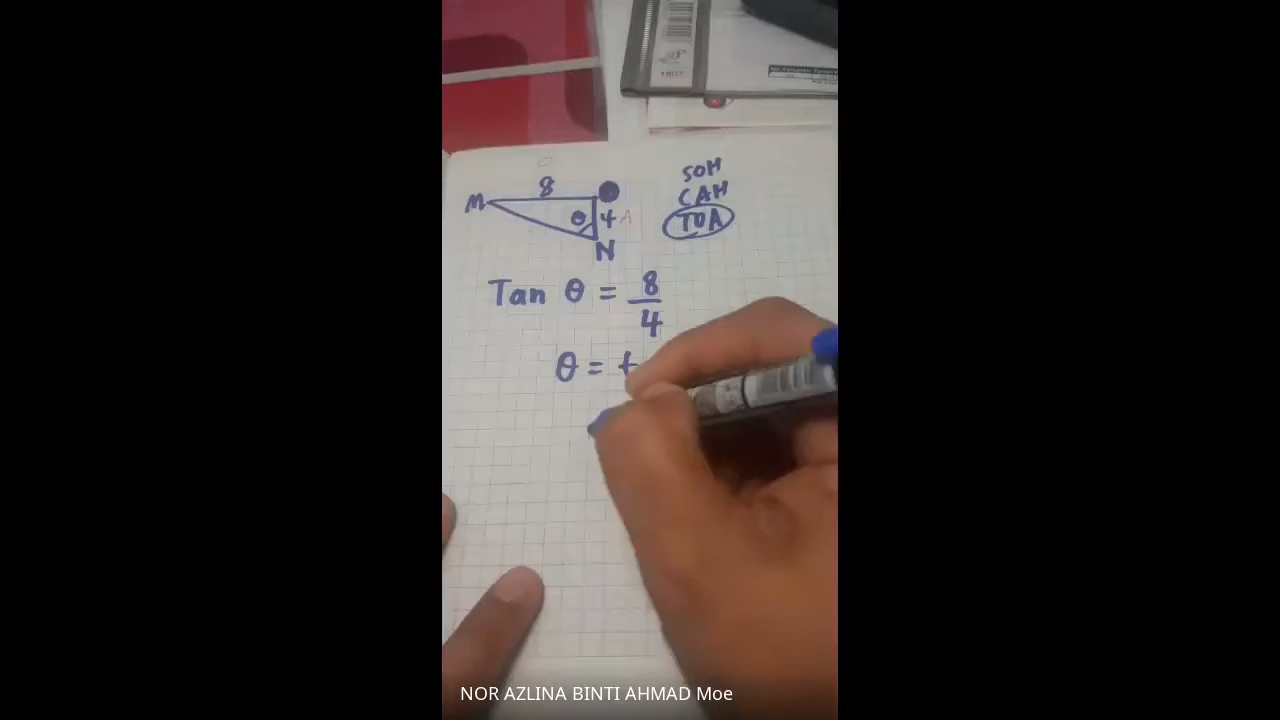 O
8
M
θ
4 A
N
SOH
CAH
TOA
Tan θ = 8/4
θ = t
NOR AZLINA BINTI AHMAD Moe